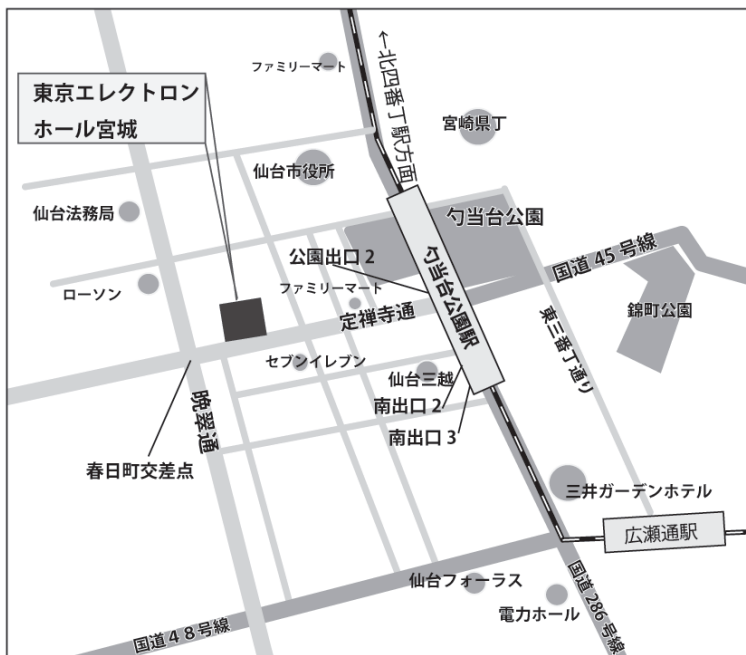 ファミリーマート
←北四番丁駅方面
東京エレクトロン
ホール宮城
宮崎県丁
仙台市役所
仙台法務局
勾当台公園
公園出口2
国道45号線
ローソン
ファミリーマート
勾当台公園駅
定禅寺通
東三番丁通り
錦町公園
セブンイレブン
仙台三越
南出口2
晩翠通
南出口3
春日町交差点
三井ガーデンホテル
広瀬通駅
仙台フォーラス
国道48号線
電力ホール
国道286号線